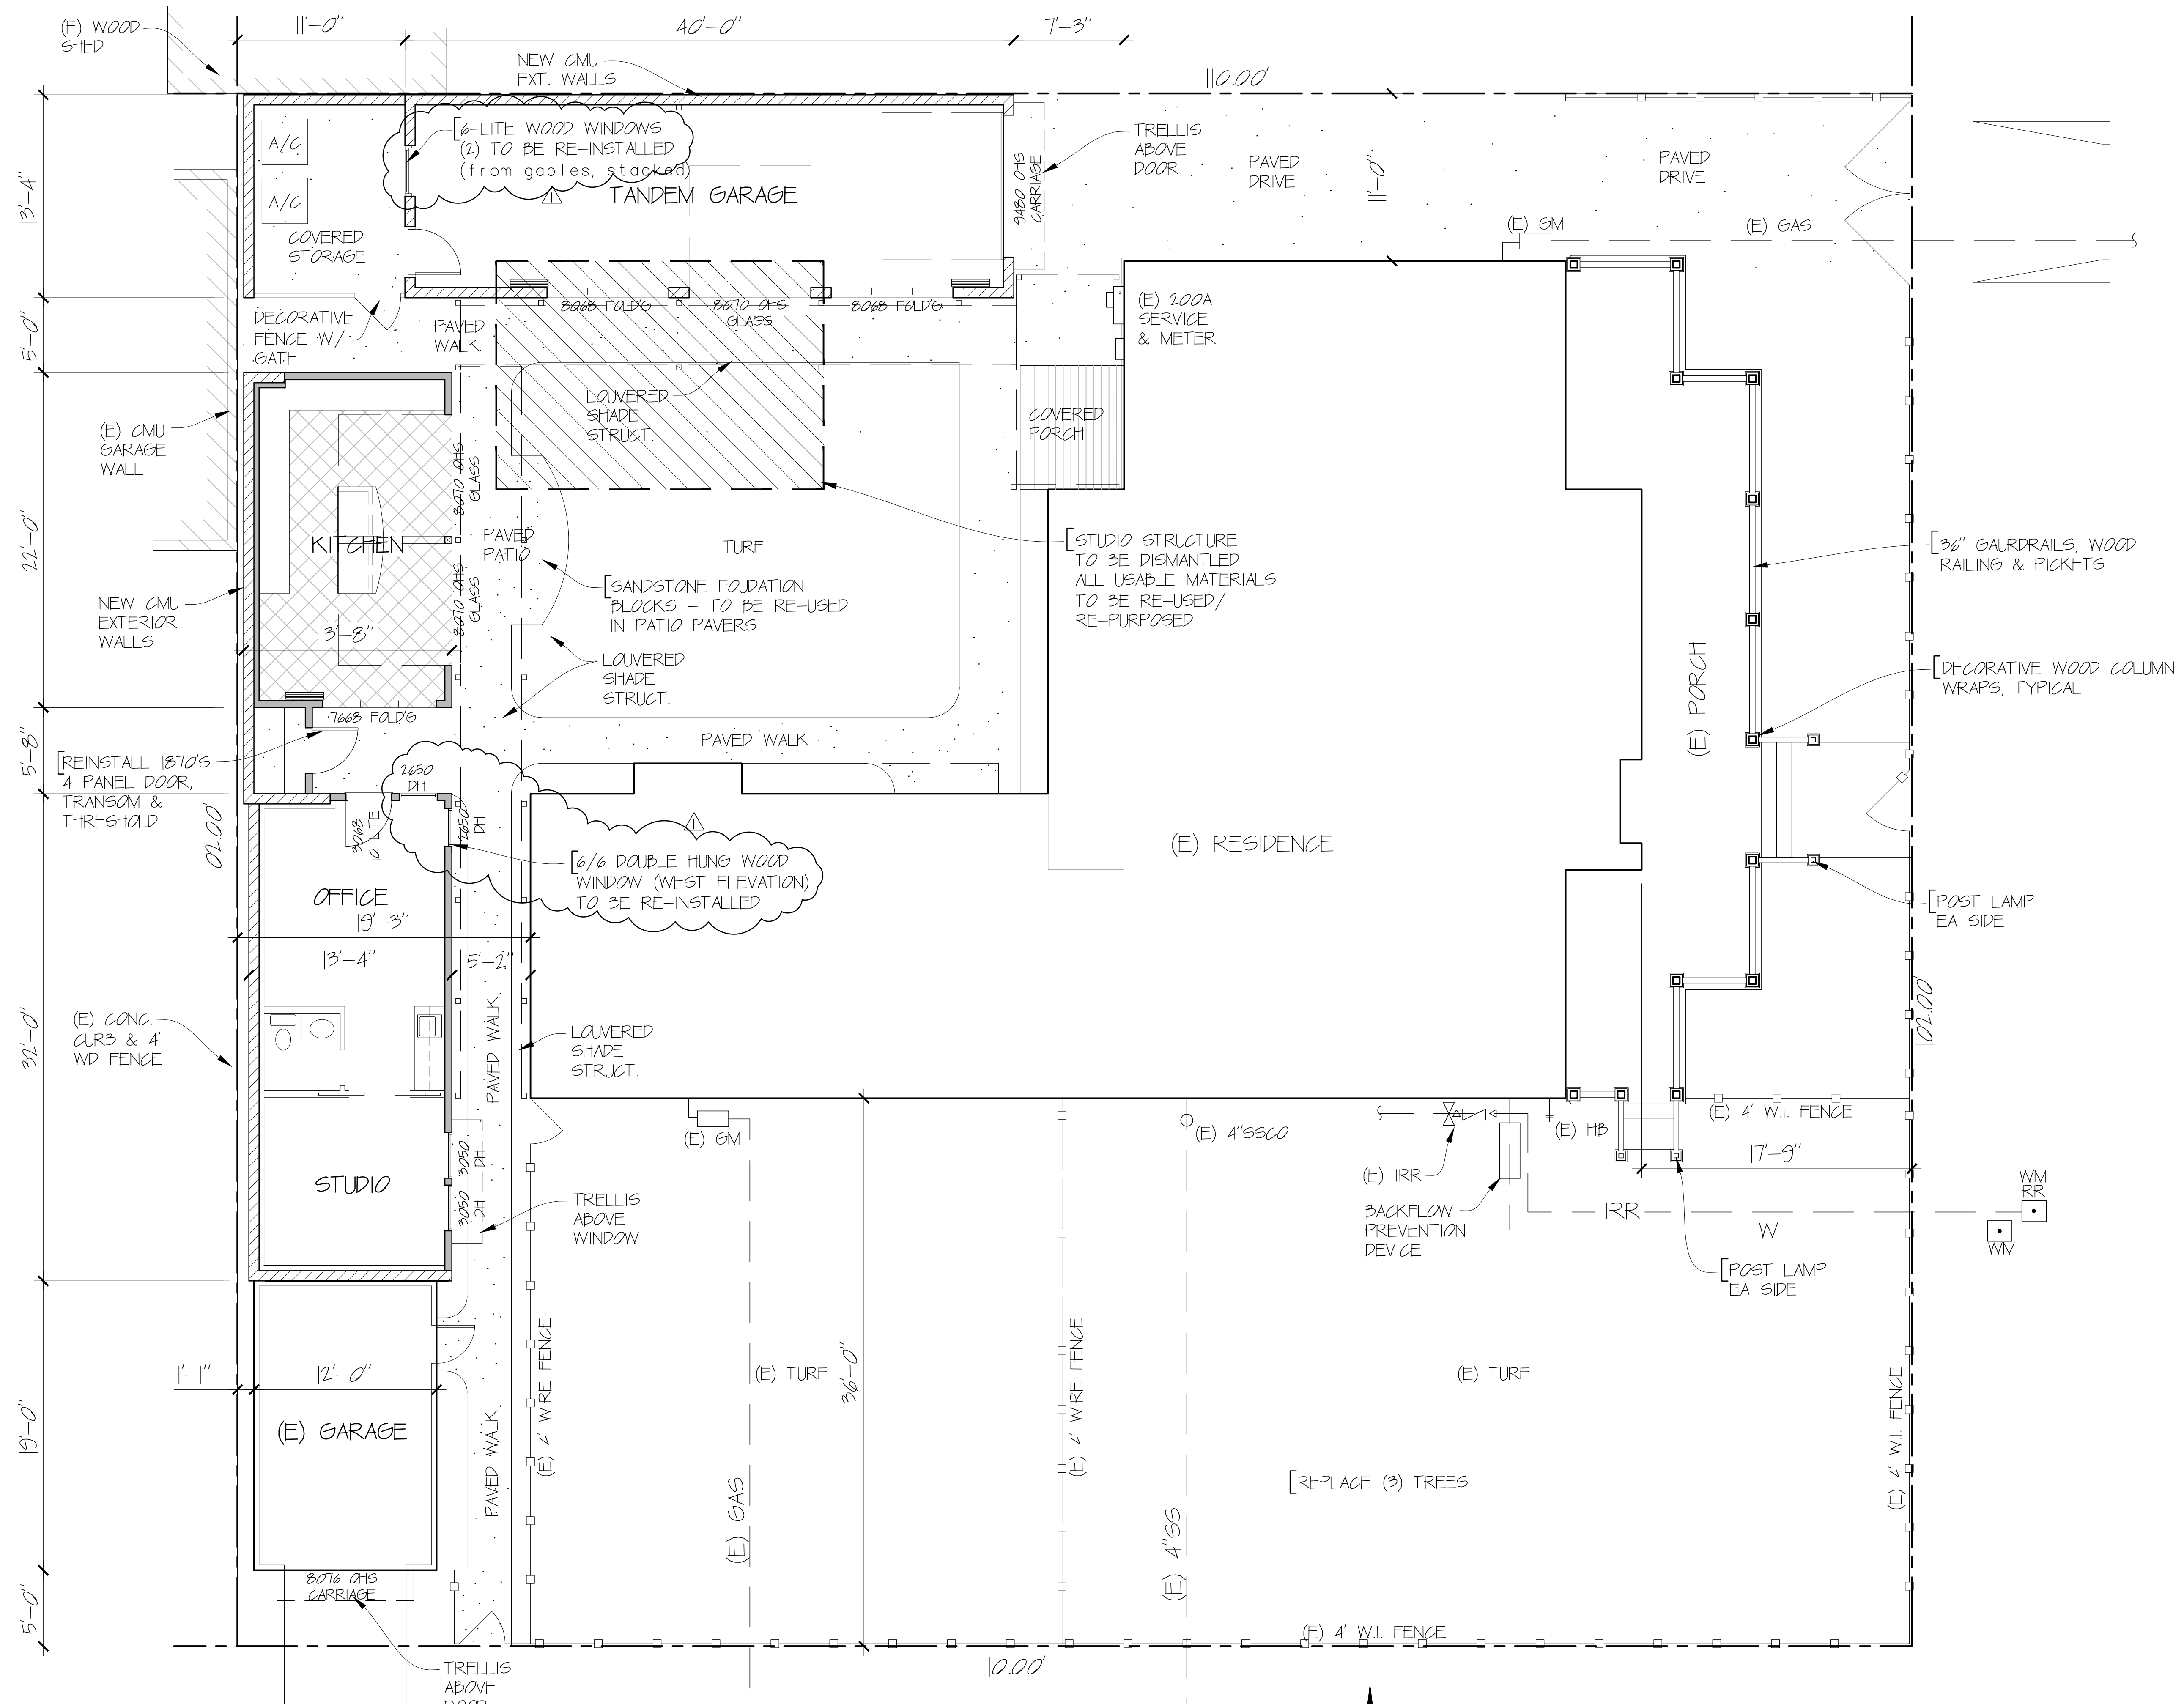 (E) WOOD
SHED
11'-0"
40'-0"
7'-3"
NEW CMU
EXT. WALLS
110.00'
A/C
A/C
6-LITE WOOD WINDOWS
(2) TO BE RE-INSTALLED
(from gables, stacked)
1
TANDEM GARAGE
9480 OHS
CARRIAGE
TRELLIS
ABOVE
DOOR
PAVED
DRIVE
11'-0"
PAVED
DRIVE
13'-4"
COVERED
STORAGE
(E) GM
(E) GAS
DECORATIVE
FENCE W/
GATE
PAVED
WALK
8068 FOLD'G
8070 OHS
GLASS
8068 FOLD'G
(E) 200A
SERVICE
& METER
5'-0"
LOUVERED
SHADE
STRUCT.
COVERED
PORCH
(E) CMU
GARAGE
WALL
22'-0"
KITCHEN
8070 OHS
GLASS
8070 OHS
GLASS
PAVED
PATIO
TURF
STUDIO STRUCTURE
TO BE DISMANTLED
ALL USABLE MATERIALS
TO BE RE-USED/
RE-PURPOSED
36" GAURDRAILS, WOOD
RAILING & PICKETS
NEW CMU
EXTERIOR
WALLS
13'-8"
SANDSTONE FOUDATION
BLOCKS - TO BE RE-USED
IN PATIO PAVERS
LOUVERED
SHADE
STRUCT.
(E) PORCH
DECORATIVE WOOD COLUMN
WRAPS, TYPICAL
7668 FOLD'G
PAVED WALK
5'-8"
REINSTALL 1870'S
4 PANEL DOOR,
TRANSOM &
THRESHOLD
2650
DH
2650
DH
3068
10 LITE
1
102.00'
6/6 DOUBLE HUNG WOOD
WINDOW (WEST ELEVATION)
TO BE RE-INSTALLED
(E) RESIDENCE
OFFICE
19'-3"
13'-4"
5'-2"
POST LAMP
EA SIDE
32'-0"
(E) CONC.
CURB & 4'
WD FENCE
PAVED WALK
LOUVERED
SHADE
STRUCT.
102.00'
(E) GM
(E) 4"SSCO
(E) HB
(E) 4' W.I. FENCE
17'-9"
(E) IRR
STUDIO
3050 3050
DH DH
TRELLIS
ABOVE
WINDOW
BACKFLOW
PREVENTION
DEVICE
IRR
W
WM
IRR
WM
POST LAMP
EA SIDE
1'-1"
12'-0"
(E) GARAGE
19'-0"
PAVED WALK
(E) 4' WIRE FENCE
(E) TURF
36'-0"
(E) 4' WIRE FENCE
(E) TURF
(E) 4' W.I. FENCE
REPLACE (3) TREES
(E) GAS
(E) 4"SS
8076 OHS
CARRIAGE
5'-0"
(E) 4' W.I. FENCE
110.00'
TRELLIS
ABOVE
DOOR